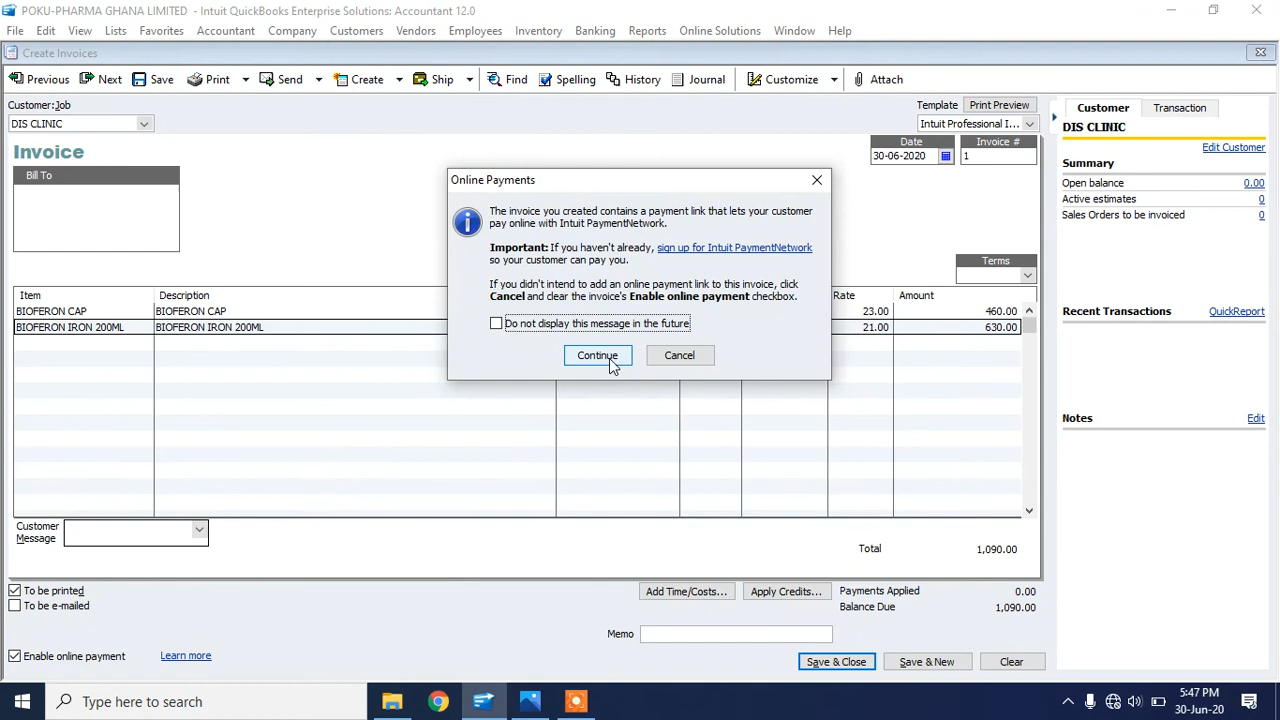 POKU-PHARMA GHANA LIMITED - Intuit QuickBooks Enterprise Solutions: Accountant 12.0
File Edit View Lists Favorites Accountant Company Customers Vendors Employees Inventory Banking Reports Online Solutions Window Help
Create Invoices
Previous Next Save Print Send Create Ship Find Spelling History Journal Customize Attach
Customer:Job
Template Print Preview
DIS CLINIC
Intuit Professional I...
Invoice
Date Invoice #
30-06-2020 1
Bill To
Terms
Item Description Rate Amount
BIOFERON CAP BIOFERON CAP 23.00 460.00
BIOFERON IRON 200ML BIOFERON IRON 200ML 21.00 630.00
Online Payments
The invoice you created contains a payment link that lets your customer
pay online with Intuit PaymentNetwork.
Important: If you haven't already, sign up for Intuit PaymentNetwork
so your customer can pay you.
If you didn't intend to add an online payment link to this invoice, click
Cancel and clear the invoice's Enable online payment checkbox.
Do not display this message in the future
Continue Cancel
Customer
Message
Total 1,090.00
To be printed
To be e-mailed
Add Time/Costs... Apply Credits...
Payments Applied 0.00
Balance Due 1,090.00
Memo
Enable online payment Learn more
Save & Close Save & New Clear
Customer Transaction
DIS CLINIC
Edit Customer
Summary
Open balance 0.00
Active estimates 0
Sales Orders to be invoiced 0
Recent Transactions QuickReport
Notes Edit
Type here to search
5:47 PM
30-Jun-20